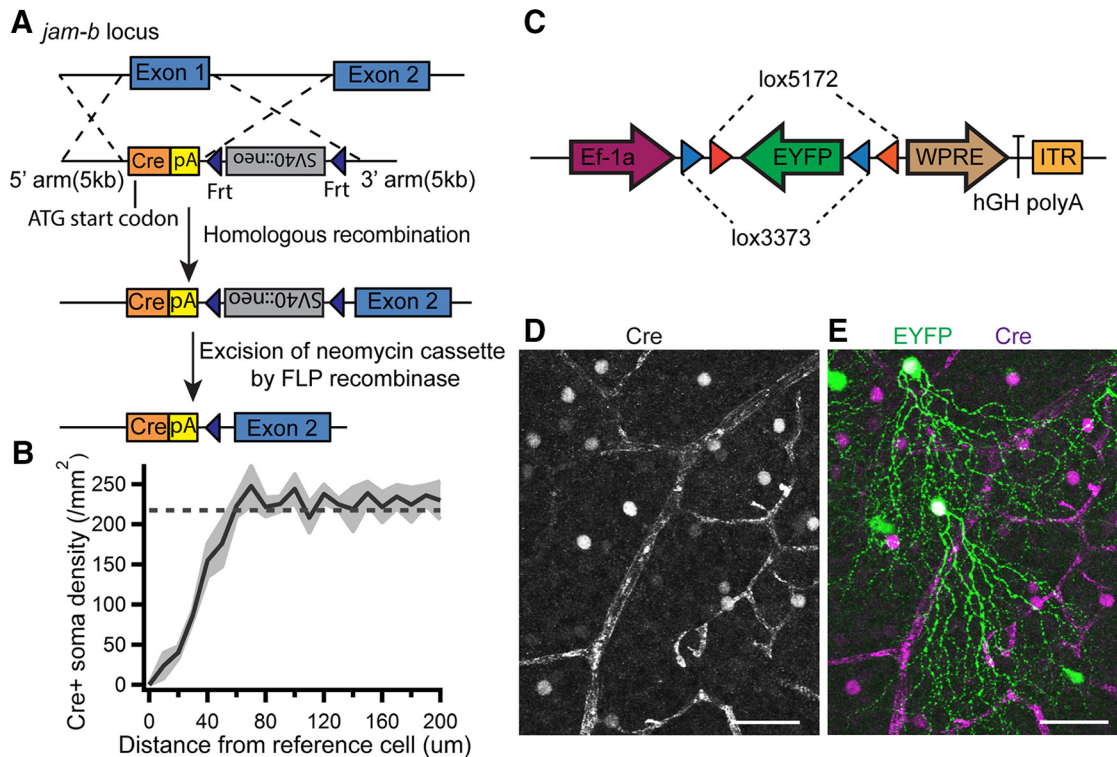 A
jam-b locus
Exon 1
Exon 2
Cre pA SV40::neo
5' arm(5kb) Frt Frt 3' arm(5kb)
ATG start codon
Homologous recombination
Cre pA SV40::neo Exon 2
Excision of neomycin cassette
by FLP recombinase
Cre pA Exon 2
B
Cre+ soma density (/mm²)
250
200
150
100
50
0
0 40 80 120 160 200
Distance from reference cell (um)
C
lox5172
Ef-1a EYFP WPRE ITR
hGH polyA
lox3373
D
Cre
E
EYFP Cre